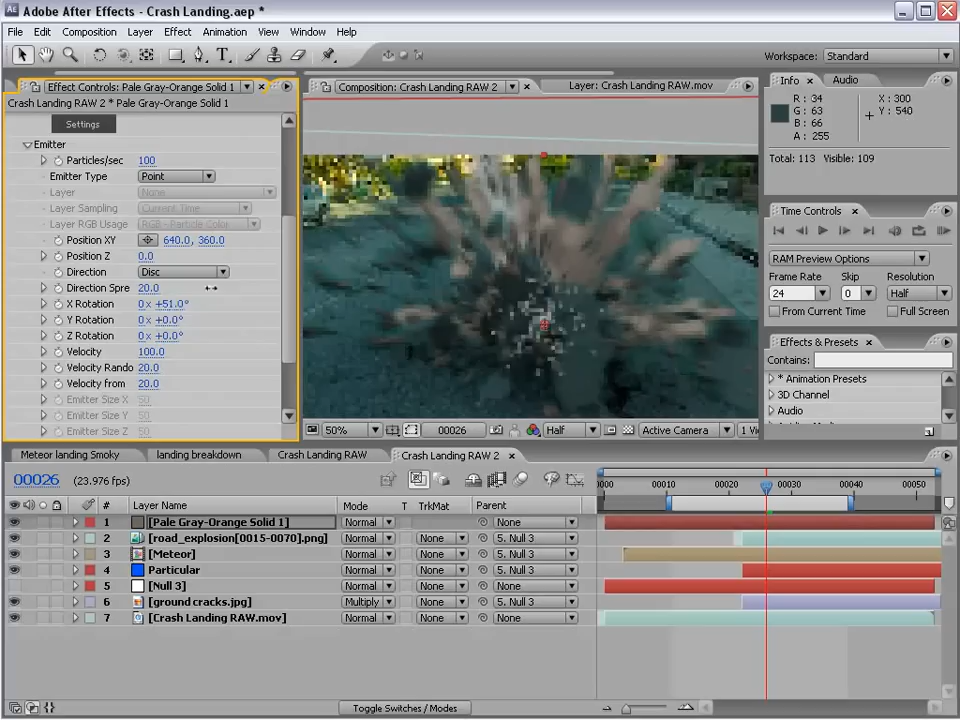 Adobe After Effects - Crash Landing.aep *
File Edit Composition Layer Effect Animation View Window Help
Workspace: Standard
Effect Controls: Pale Gray-Orange Solid 1
Crash Landing RAW 2 * Pale Gray-Orange Solid 1
Settings
Emitter
Particles/sec 100
Emitter Type Point
Layer None
Layer Sampling Current Time
Layer RGB Usage RGB - Particle Color
Position XY 640.0, 360.0
Position Z 0.0
Direction Disc
Direction Spre 20.0
X Rotation 0 x +51.0°
Y Rotation 0 x +0.0°
Z Rotation 0 x +0.0°
Velocity 100.0
Velocity Rando 20.0
Velocity from 20.0
Emitter Size X 50
Emitter Size Y 50
Emitter Size Z 50
Composition: Crash Landing RAW 2
Layer: Crash Landing RAW.mov
50% 00026 Half Active Camera 1 Vi
Info Audio
R : 34
G : 63
B : 66
A : 255
X : 300
Y : 540
Total: 113 Visible: 109
Time Controls
RAM Preview Options
Frame Rate Skip Resolution
24 0 Half
From Current Time Full Screen
Effects & Presets
Contains:
* Animation Presets
3D Channel
Audio
Meteor landing Smoky landing breakdown Crash Landing RAW Crash Landing RAW 2
00026 (23.976 fps)
0000 00010 00020 00030 00040 00050
# Layer Name Mode T TrkMat Parent
1 [Pale Gray-Orange Solid 1] Normal None
2 [road_explosion[0015-0070].png] Normal None 5. Null 3
3 [Meteor] Normal None 5. Null 3
4 Particular Normal None 5. Null 3
5 [Null 3] Normal None None
6 [ground cracks.jpg] Multiply None 5. Null 3
7 [Crash Landing RAW.mov] Normal None None
Toggle Switches / Modes